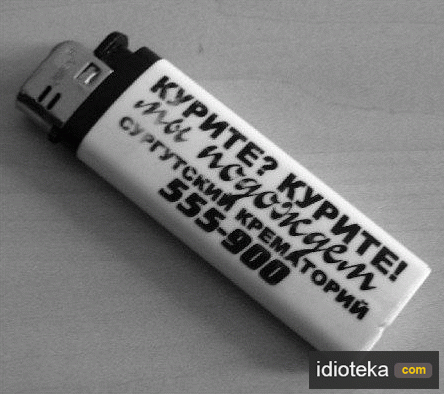 КУРИТЕ? КУРИТЕ!
мы подождем
СУРГУТСКИЙ КРЕМАТОРИЙ
555-900
idioteka com